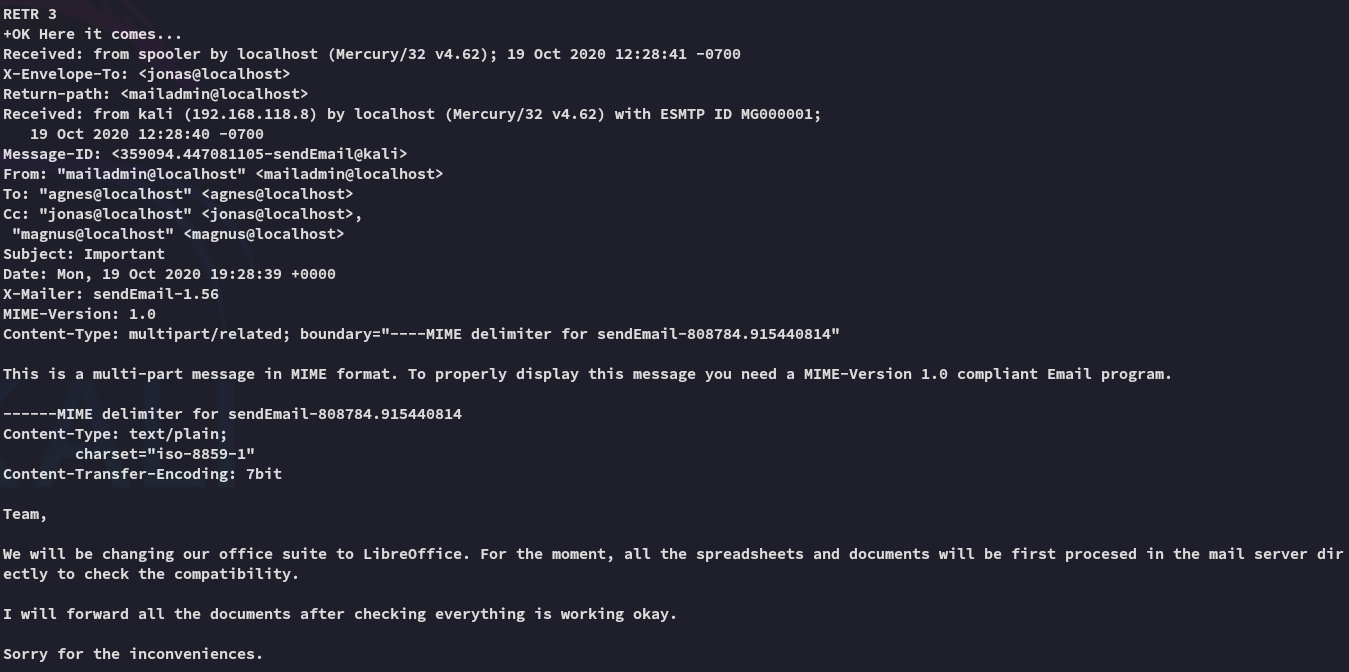 RETR 3
+OK Here it comes...
Received: from spooler by localhost (Mercury/32 v4.62); 19 Oct 2020 12:28:41 -0700
X-Envelope-To: <jonas@localhost>
Return-path: <mailadmin@localhost>
Received: from kali (192.168.118.8) by localhost (Mercury/32 v4.62) with ESMTP ID MG000001;
   19 Oct 2020 12:28:40 -0700
Message-ID: <359094.447081105-sendEmail@kali>
From: "mailadmin@localhost" <mailadmin@localhost>
To: "agnes@localhost" <agnes@localhost>
Cc: "jonas@localhost" <jonas@localhost>,
 "magnus@localhost" <magnus@localhost>
Subject: Important
Date: Mon, 19 Oct 2020 19:28:39 +0000
X-Mailer: sendEmail-1.56
MIME-Version: 1.0
Content-Type: multipart/related; boundary="----MIME delimiter for sendEmail-808784.915440814"

This is a multi-part message in MIME format. To properly display this message you need a MIME-Version 1.0 compliant Email program.

------MIME delimiter for sendEmail-808784.915440814
Content-Type: text/plain;
        charset="iso-8859-1"
Content-Transfer-Encoding: 7bit

Team,

We will be changing our office suite to LibreOffice. For the moment, all the spreadsheets and documents will be first procesed in the mail server dir
ectly to check the compatibility.

I will forward all the documents after checking everything is working okay.

Sorry for the inconveniences.